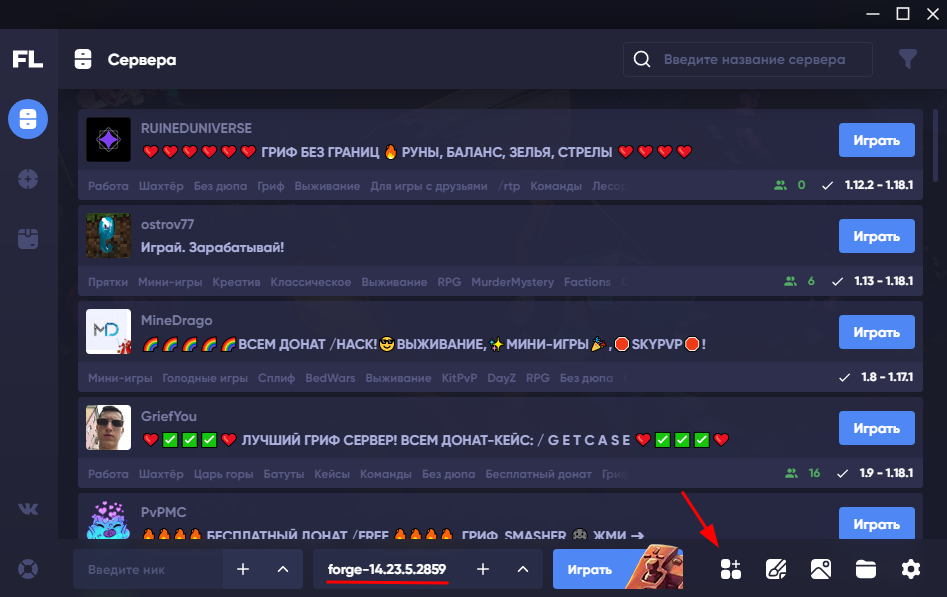 FL
Сервера
Введите название сервера
RUINEDUNIVERSE
❤️❤️❤️❤️❤️❤️ ГРИФ БЕЗ ГРАНИЦ 🔥 РУНЫ, БАЛАНС, ЗЕЛЬЯ, СТРЕЛЫ ❤️❤️❤️❤️
Играть
Работа Шахтёр Без дюпа Гриф Выживание Для игры с друзьями /rtp Команды
0 1.12.2 - 1.18.1
ostrov77
Играй. Зарабатывай!
Играть
Прятки Мини-игры Креатив Классическое Выживание RPG MurderMystery Factions
6 1.13 - 1.18.1
MD
MineDrago
🌈🌈🌈🌈🌈ВСЕМ ДОНАТ /НАСК!😎ВЫЖИВАНИЕ,✨МИНИ-ИГРЫ🎉,🛑SKYPVP🛑!
Играть
Мини-игры Голодные игры Сплиф BedWars Выживание KitPvP DayZ RPG Без дюпа
1.8 - 1.17.1
GriefYou
❤️✅✅✅❤️ ЛУЧШИЙ ГРИФ СЕРВЕР! ВСЕМ ДОНАТ-КЕЙС: / G E T C A S E ❤️✅✅✅❤️
Играть
Работа Шахтёр Царь горы Батуты Кейсы Команды Без дюпа Бесплатный донат
16 1.9 - 1.18.1
PvPMC
🔥🔥🔥🔥 БЕСПЛАТНЫЙ ДОНАТ /FREE 🔥🔥🔥🔥 ГРИФ, SMASHER ЖМИ →
Играть
Введите ник
forge-14.23.5.2859
Играть